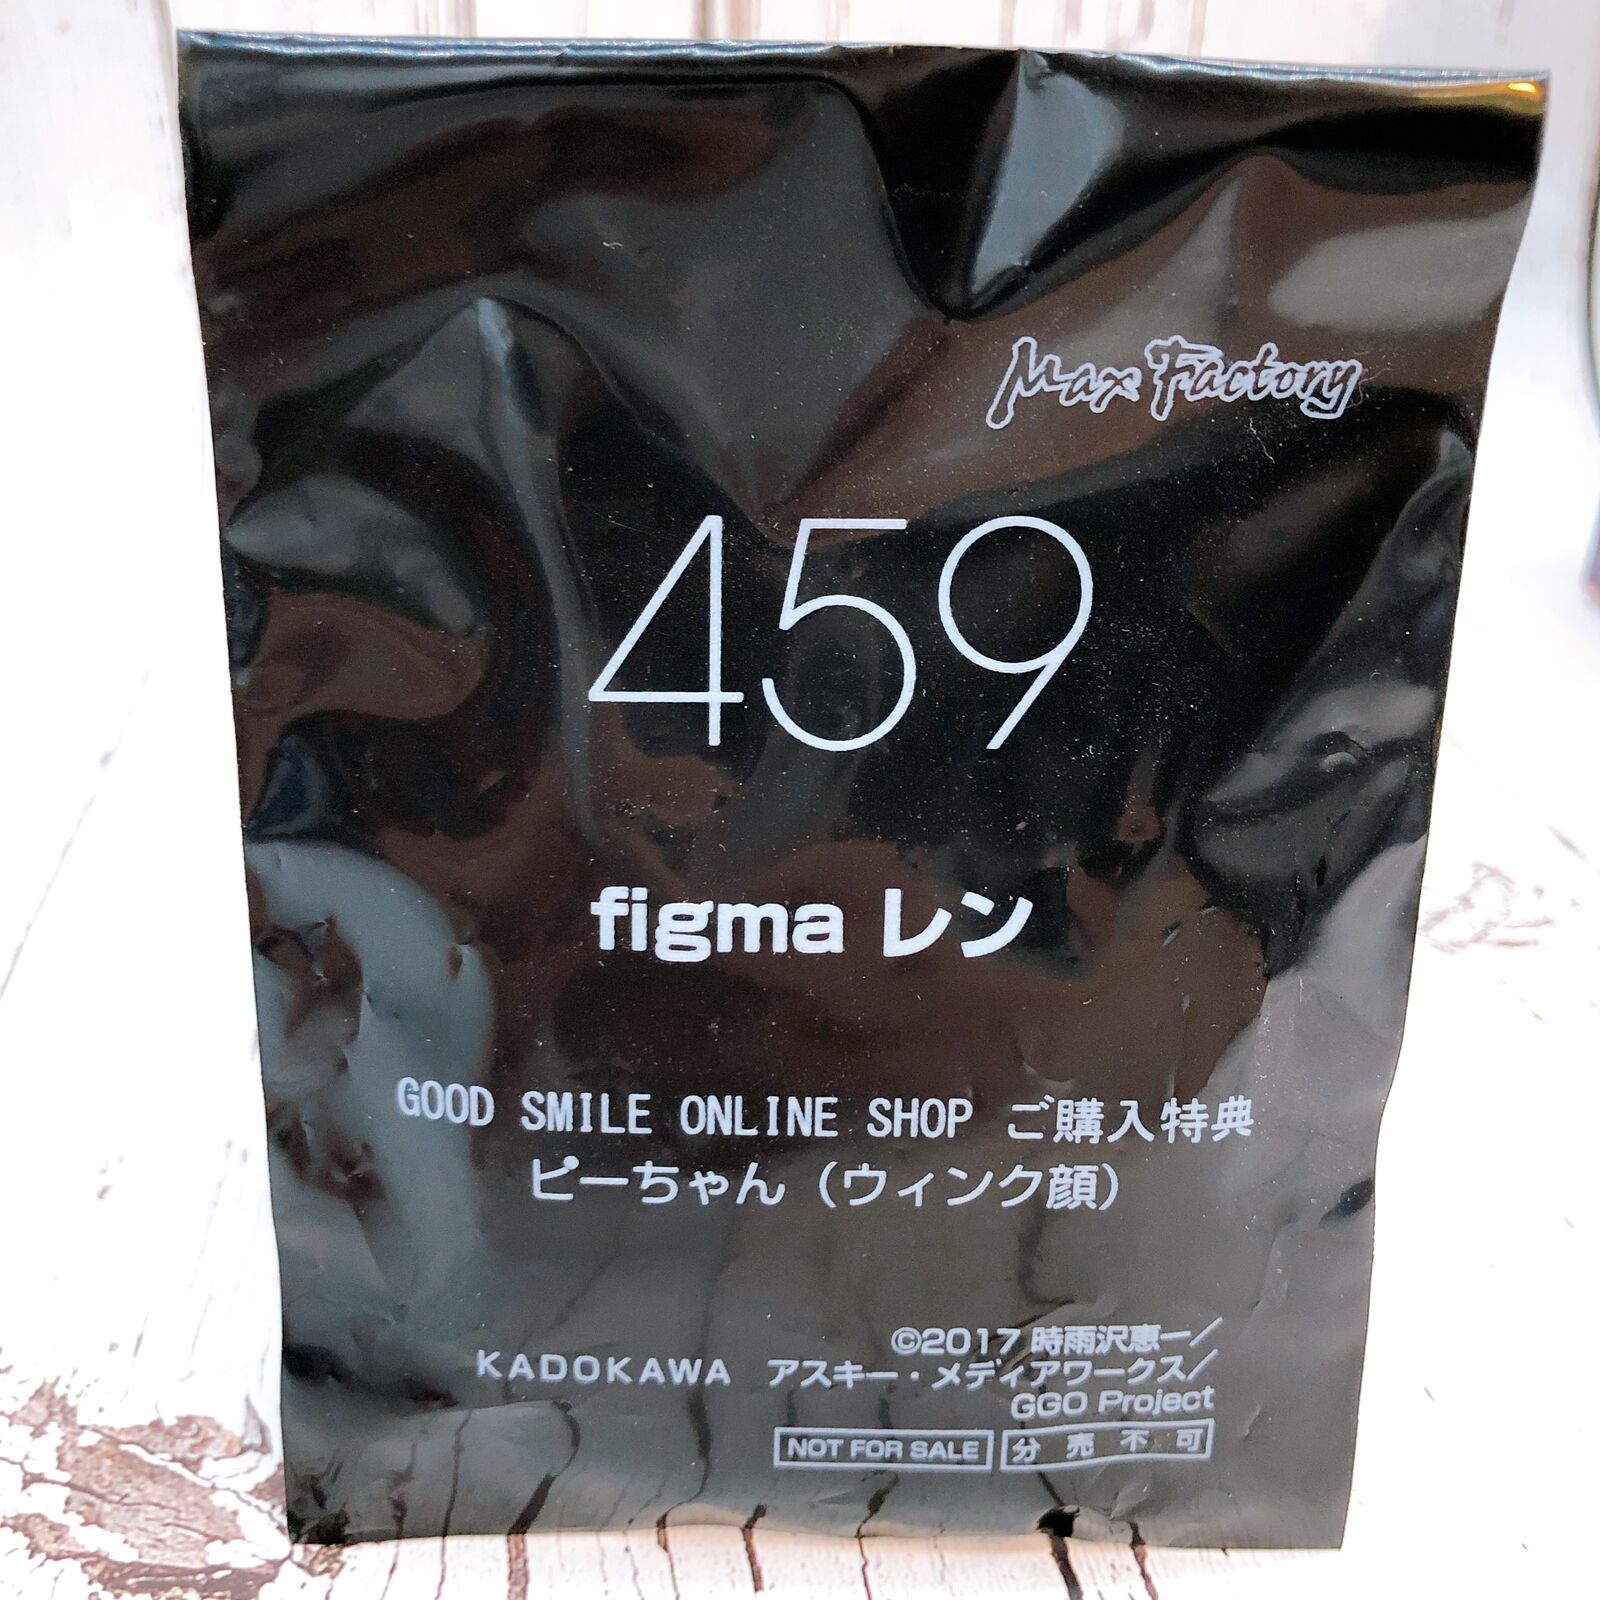 Max Factory
459
figma レン
GOOD SMILE ONLINE SHOP ご購入特典
ピーちゃん（ウィンク顔）
©2017 時雨沢恵一／
KADOKAWA アスキー・メディアワークス／
GGO Project
NOT FOR SALE 分売不可